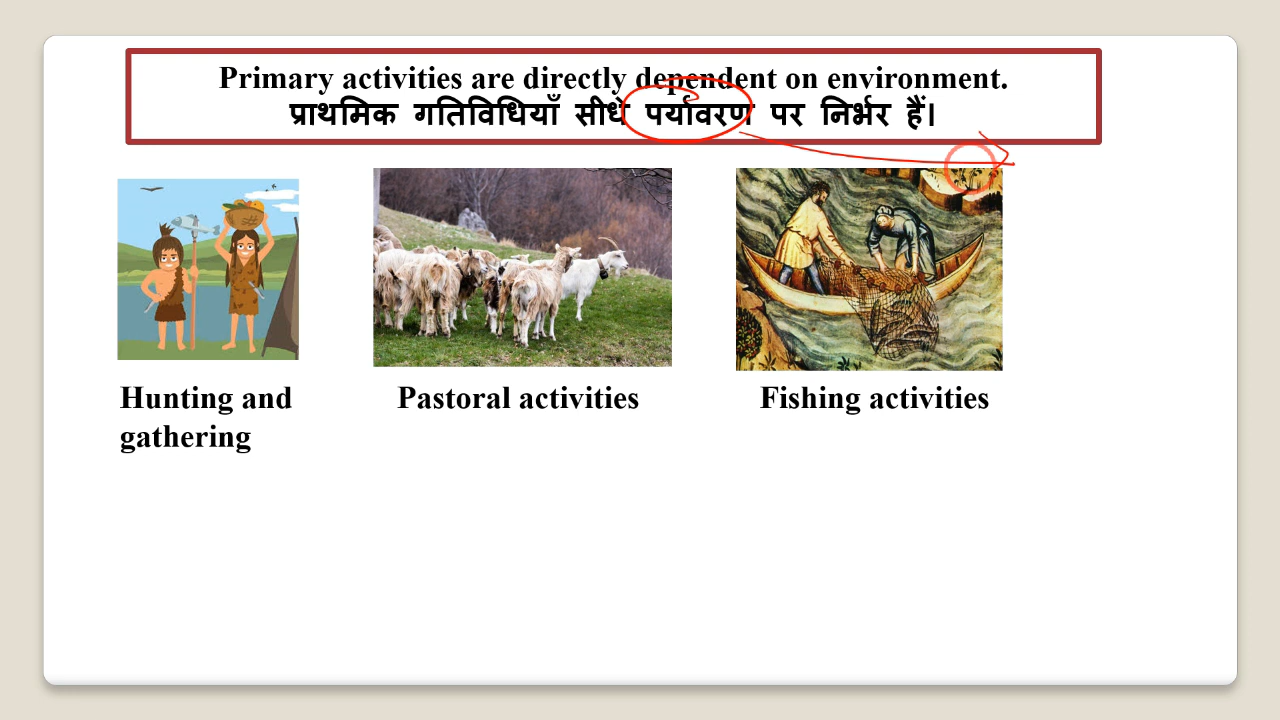 Primary activities are directly dependent on environment.
प्राथमिक गतिविधियाँ सीधे पर्यावरण पर निर्भर हैं।
Hunting and
gathering
Pastoral activities
Fishing activities